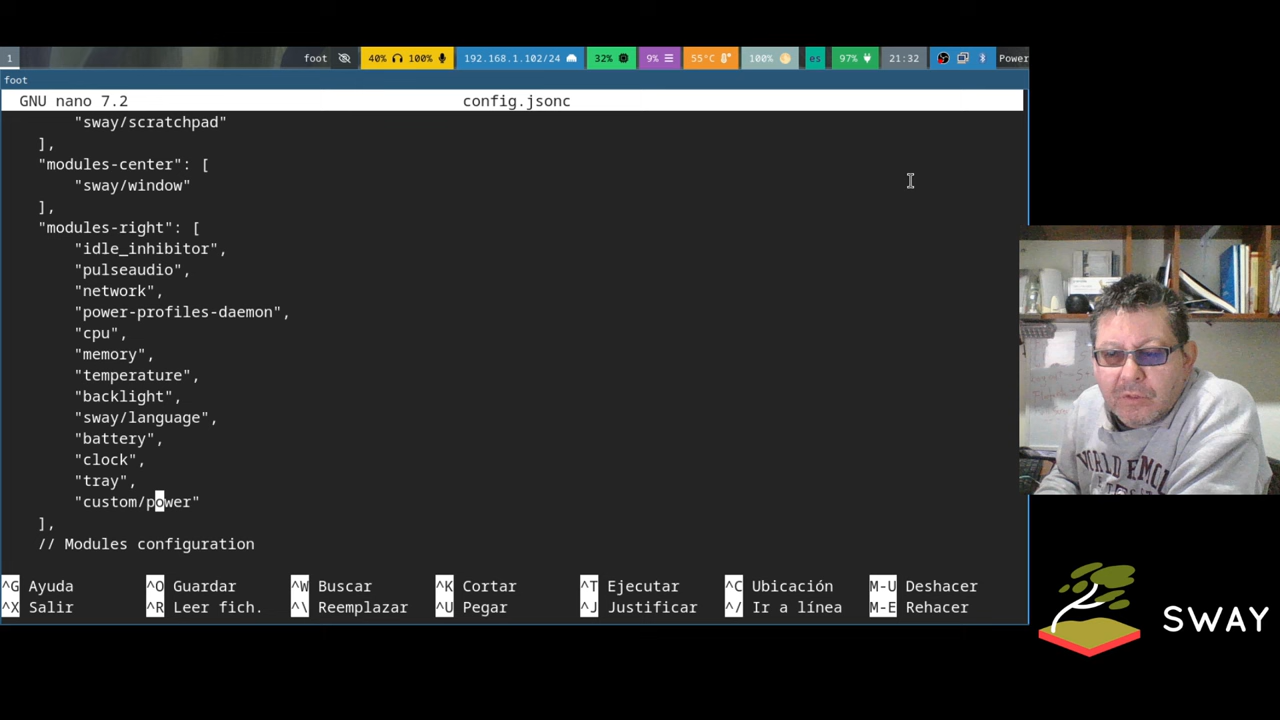 1 foot 40% 100% 192.168.1.102/24 32% 9% 55°C 100% es 97% 21:32 Power
foot
GNU nano 7.2 config.jsonc
"sway/scratchpad"
],
"modules-center": [
"sway/window"
],
"modules-right": [
"idle_inhibitor",
"pulseaudio",
"network",
"power-profiles-daemon",
"cpu",
"memory",
"temperature",
"backlight",
"sway/language",
"battery",
"clock",
"tray",
"custom/power"
],
// Modules configuration
^G Ayuda ^O Guardar ^W Buscar ^K Cortar ^T Ejecutar ^C Ubicación M-U Deshacer
^X Salir ^R Leer fich. ^\ Reemplazar ^U Pegar ^J Justificar ^/ Ir a línea M-E Rehacer
WORLD
SWAY